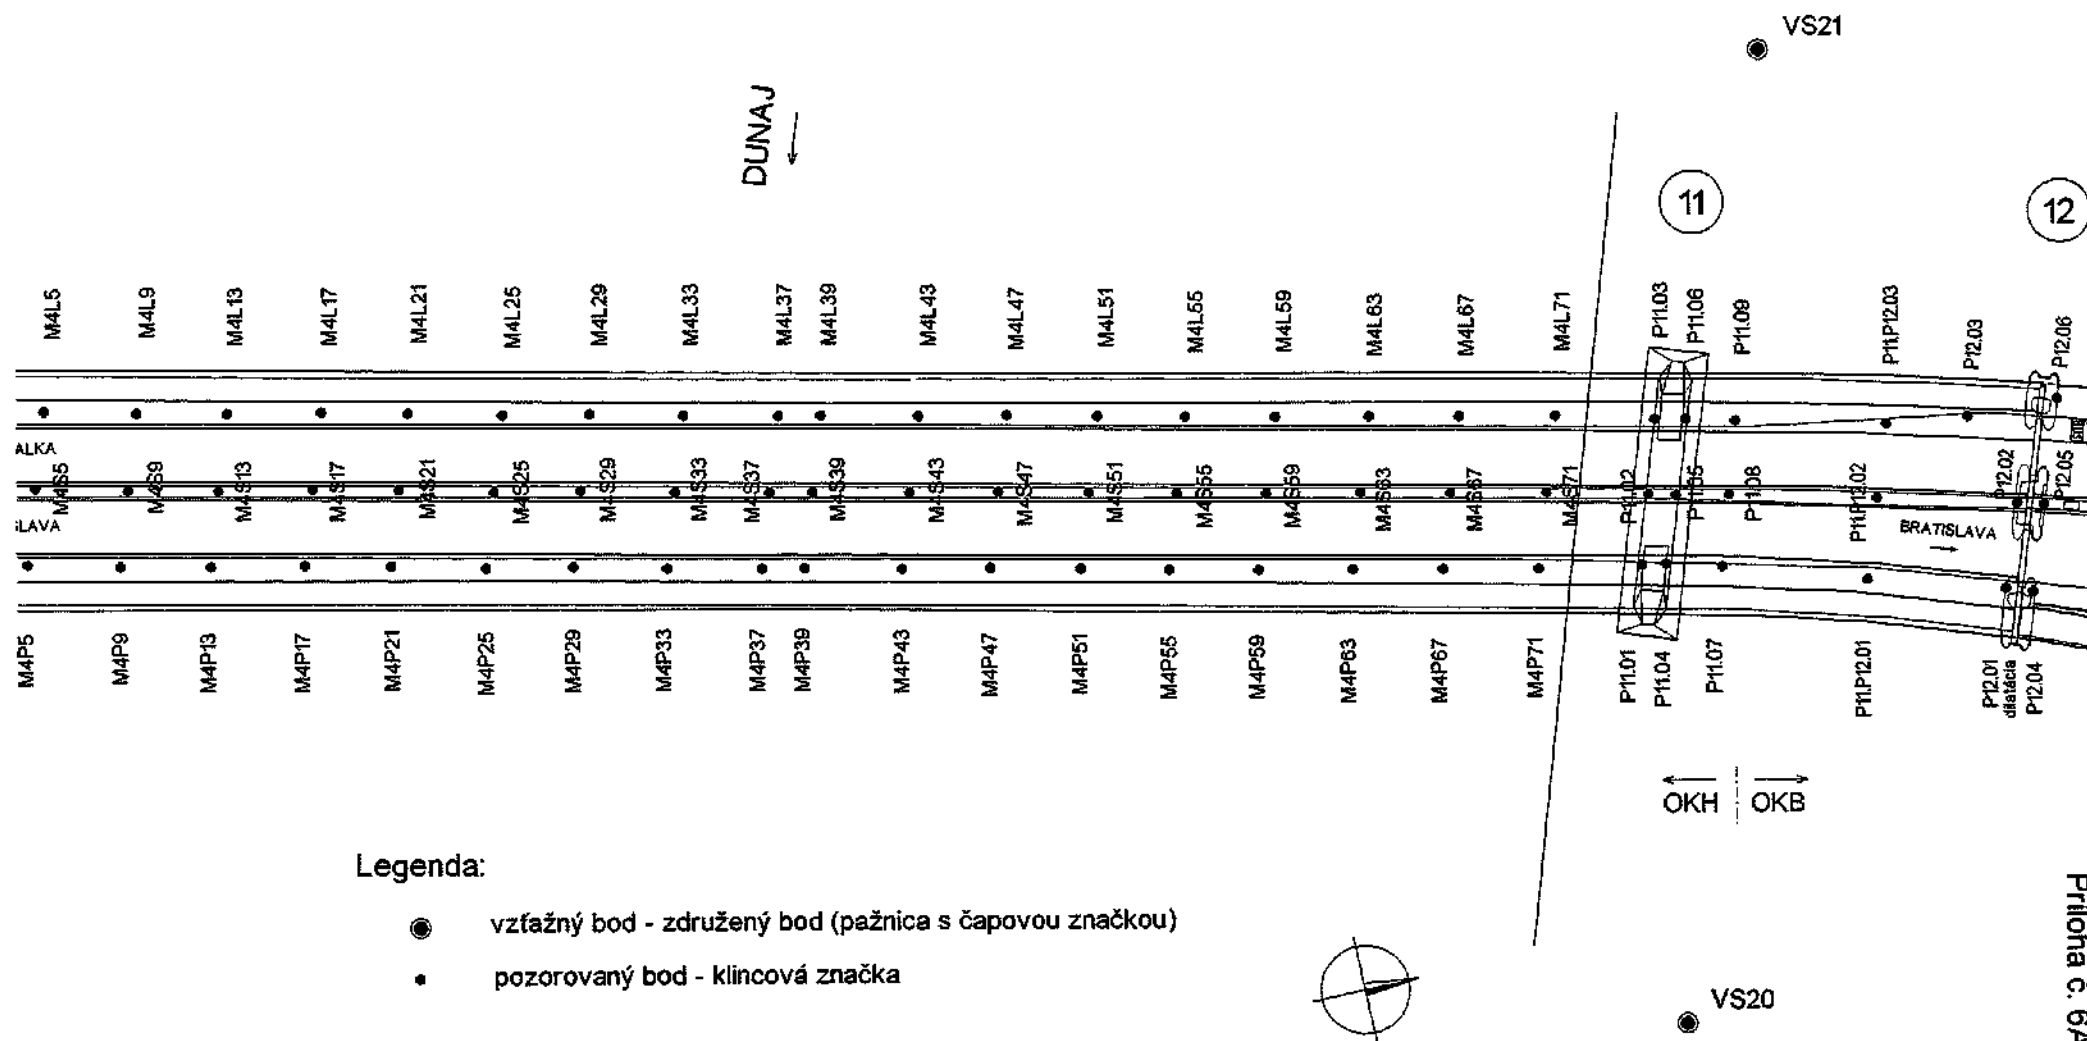 VS21
DUNAJ
11
12
M4L5
M4L9
M4L13
M4L17
M4L21
M4L25
M4L29
M4L33
M4L37
M4L39
M4L43
M4L47
M4L51
M4L55
M4L59
M4L63
M4L67
M4L71
P11.03
P11.06
P11.09
P11.P12.03
P12.03
P12.06
ALKA
M4S5
M4S9
M4S13
M4S17
M4S21
M4S25
M4S29
M4S33
M4S37
M4S39
M4S43
M4S47
M4S51
M4S55
M4S59
M4S63
M4S67
M4S71
P11.02
P11.05
P11.08
P11.P12.02
P12.02
P12.05
SLAVA
BRATISLAVA
M4P5
M4P9
M4P13
M4P17
M4P21
M4P25
M4P29
M4P33
M4P37
M4P39
M4P43
M4P47
M4P51
M4P55
M4P59
M4P63
M4P67
M4P71
P11.01
P11.04
P11.07
P11.P12.01
P12.01
dilatácia
P12.04
OKH
OKB
Legenda:
vzťažný bod - združený bod (pažnica s čapovou značkou)
pozorovaný bod - klincová značka
VS20
Príloha č. 6A